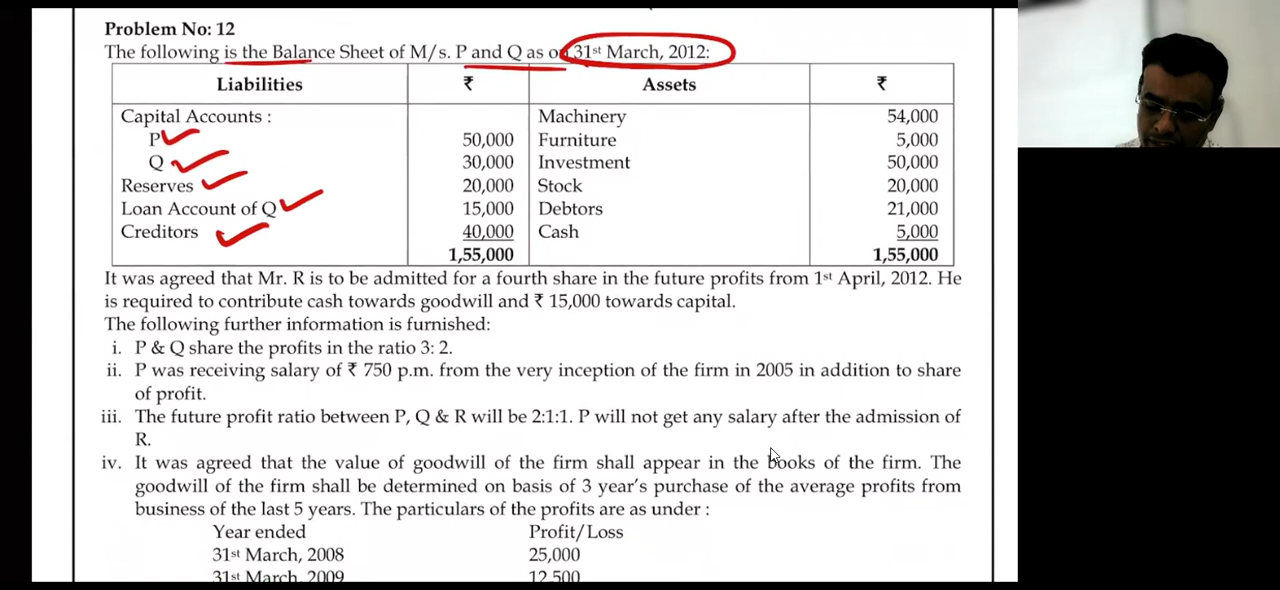 Problem No: 12
The following is the Balance Sheet of M/s. P and Q as on 31st March, 2012:
Liabilities ₹ Assets ₹
Capital Accounts : Machinery 54,000
P 50,000 Furniture 5,000
Q 30,000 Investment 50,000
Reserves 20,000 Stock 20,000
Loan Account of Q 15,000 Debtors 21,000
Creditors 40,000 Cash 5,000
1,55,000 1,55,000
It was agreed that Mr. R is to be admitted for a fourth share in the future profits from 1st April, 2012. He
is required to contribute cash towards goodwill and ₹ 15,000 towards capital.
The following further information is furnished:
i. P & Q share the profits in the ratio 3: 2.
ii. P was receiving salary of ₹ 750 p.m. from the very inception of the firm in 2005 in addition to share
of profit.
iii. The future profit ratio between P, Q & R will be 2:1:1. P will not get any salary after the admission of
R.
iv. It was agreed that the value of goodwill of the firm shall appear in the books of the firm. The
goodwill of the firm shall be determined on basis of 3 year's purchase of the average profits from
business of the last 5 years. The particulars of the profits are as under :
Year ended Profit/Loss
31st March, 2008 25,000
31st March, 2009 12,500